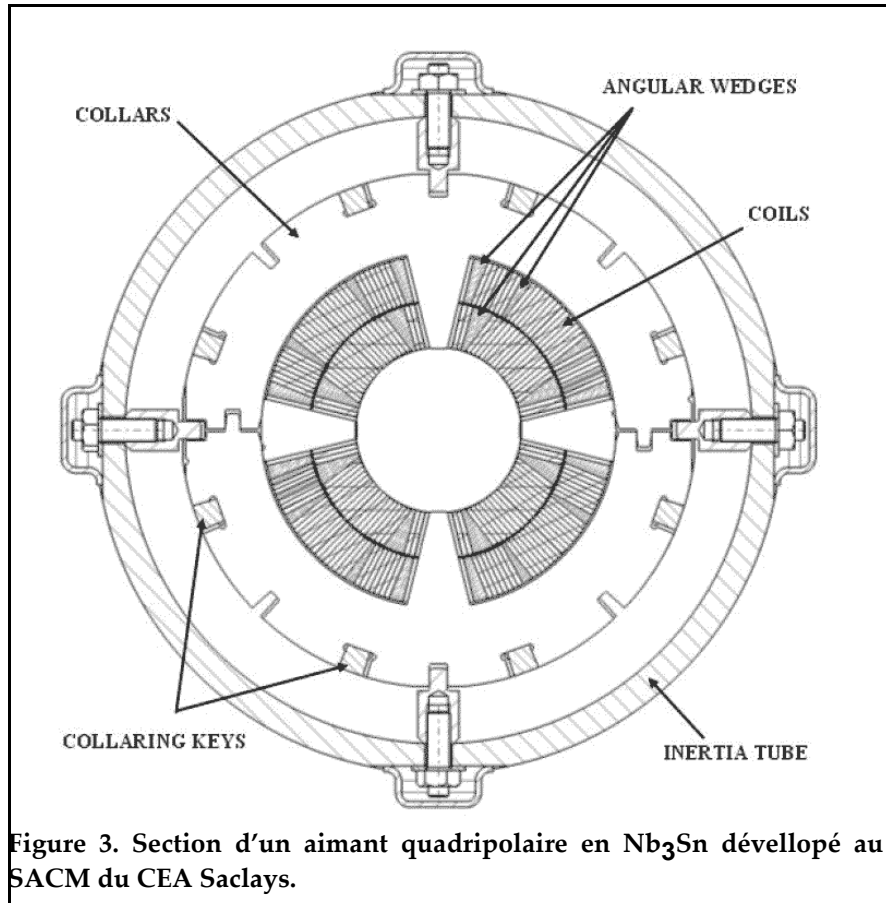 ANGULAR WEDGES
COLLARS
COILS
COLLARING KEYS
INERTIA TUBE
Figure 3. Section d'un aimant quadripolaire en Nb3Sn dévellopé au
SACM du CEA Saclays.